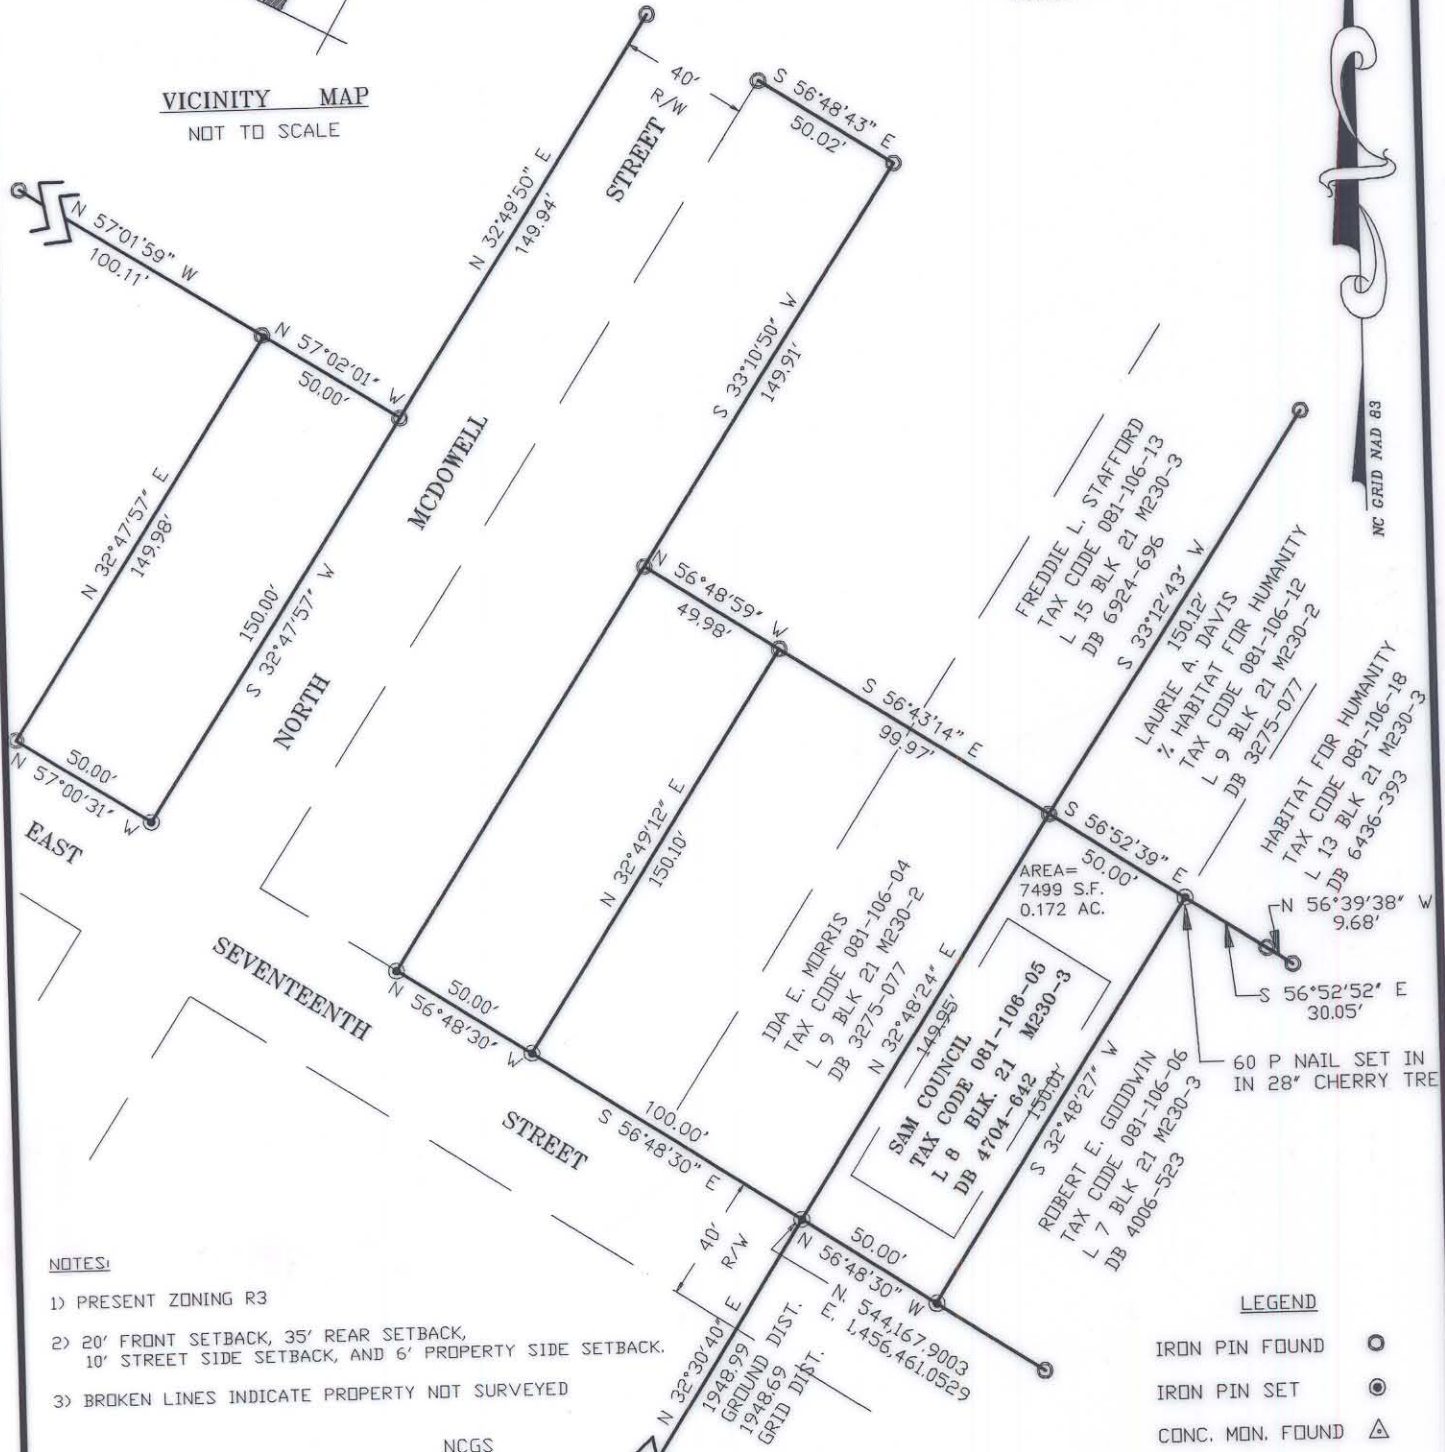 VICINITY MAP
NOT TO SCALE
40'
R/W
S 56°48'43" E
50.02'
STREET
N 32°49'50" E
149.94'
N 57°01'59" W
100.11'
N 57°02'01" W
50.00'
S 33°10'50" W
149.91'
NC GRID NAD 83
MCDOWELL
N 32°47'57" E
149.98'
150.00'
S 32°47'57" W
NORTH
N 56°48'59" W
49.98'
FREDDIE L. STAFFORD
TAX CODE 081-106-13
L 15 BLK 21 M230-3
DB 6924-696
S 33°12'43" W
150.12'
LAURIE A. DAVIS
% HABITAT FOR HUMANITY
TAX CODE 081-106-12
L 9 BLK 21 M230-2
DB 3275-077
HABITAT FOR HUMANITY
TAX CODE 081-106-18
L 13 BLK 21 M230-3
DB 6436-393
S 56°43'14" E
99.97'
50.00'
N 57°00'31" W
EAST
N 32°49'12" E
150.10'
S 56°52'39" E
50.00'
AREA=
7499 S.F.
0.172 AC.
N 56°39'38" W
9.68'
S 56°52'52" E
30.05'
60 P NAIL SET IN
IN 28" CHERRY TRE
SEVENTEENTH
50.00'
N 56°48'30" W
IDA E. MORRIS
TAX CODE 081-106-04
L 9 BLK 21 M230-2
DB 3275-077
N 32°48'24" E
149.95'
SAM COUNCIL
TAX CODE 081-106-05
L 8 BLK. 21 M230-3
DB 4704-642
150.01'
S 32°48'27" W
ROBERT E. GOODWIN
TAX CODE 081-106-06
L 7 BLK 21 M230-3
DB 4006-523
STREET
100.00'
S 56°48'30" E
40'
R/W
50.00'
N 56°48'30" W
N. 544,167.9003
E. 1,456,461.0529
N 32°30'40" E
1948.99
GROUND DIST.
1948.69
GRID DIST.
NOTES:
1) PRESENT ZONING R3
2) 20' FRONT SETBACK, 35' REAR SETBACK,
10' STREET SIDE SETBACK, AND 6' PROPERTY SIDE SETBACK.
3) BROKEN LINES INDICATE PROPERTY NOT SURVEYED
NCGS
LEGEND
IRON PIN FOUND
IRON PIN SET
CONC. MON. FOUND